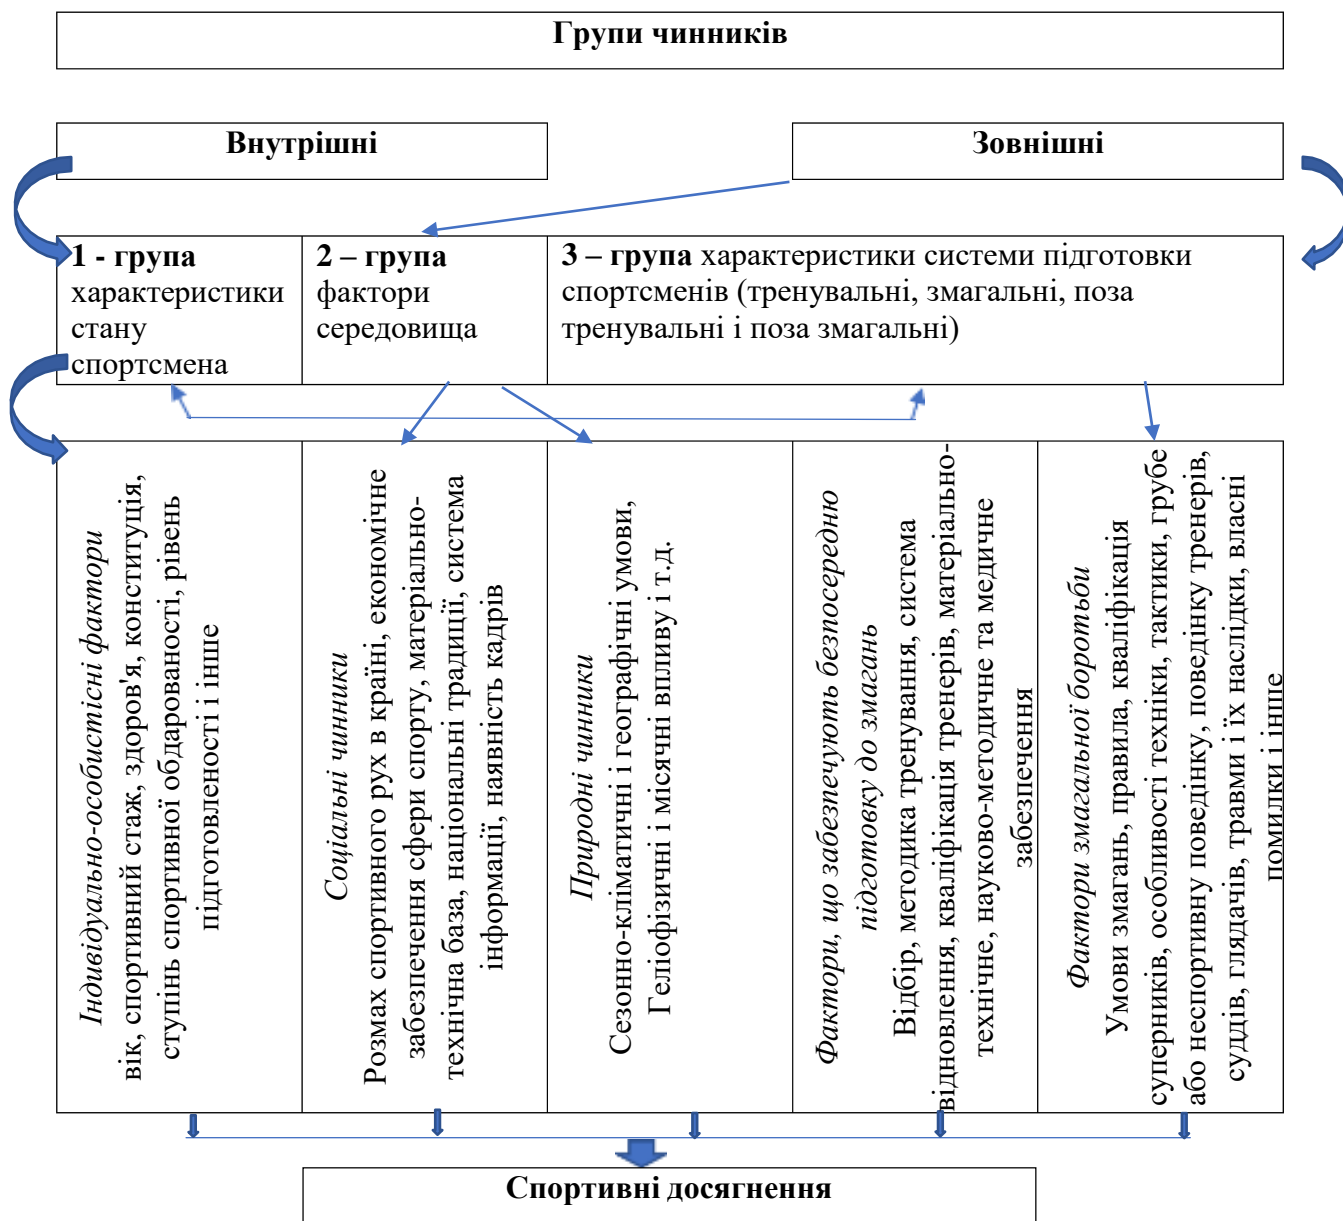 Групи чинників
Внутрішні
Зовнішні
1 - група
характеристики
стану
спортсмена
2 – група
фактори
середовища
3 – група характеристики системи підготовки
спортсменів (тренувальні, змагальні, поза
тренувальні і поза змагальні)
Індивідуально-особистісні фактори
вік, спортивний стаж, здоров'я, конституція,
ступінь спортивної обдарованості, рівень
підготовленості і інше
Соціальні чинники
Розмах спортивного рух в країні, економічне
забезпечення сфери спорту, матеріально-
технічна база, національні традиції, система
інформації, наявність кадрів
Природні чинники
Сезонно-кліматичні і географічні умови,
Геліофізичні і місячні впливу і т.д.
Фактори, що забезпечують безпосередню
підготовку до змагань
Відбір, методика тренування, система
відновлення, кваліфікація тренерів, матеріально-
технічне, науково-методичне та медичне
забезпечення
Фактори змагальної боротьби
Умови змагань, правила, кваліфікація
суперників, особливості техніки, тактики, грубе
або неспортивну поведінку, поведінку тренерів,
суддів, глядачів, травми і їх наслідки, власні
помилки і інше
Спортивні досягнення